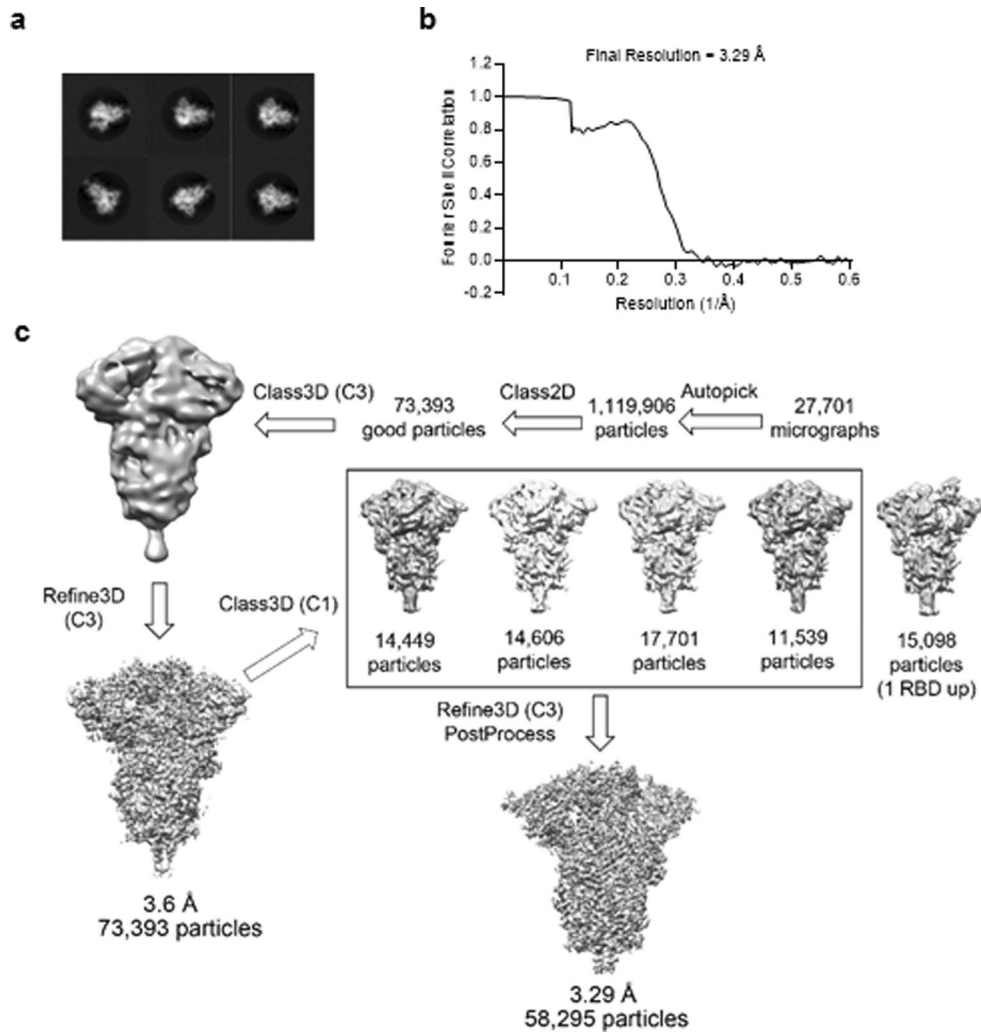 a
b
Final Resolution = 3.29 Å
1.2
1.0
0.8
0.6
0.4
0.2
0.0
-0.2
Fourier Shell Correlation
0.1
0.2
0.3
0.4
0.5
0.6
Resolution (1/Å)
c
Class3D (C3)
73,393
good particles
Class2D
1,119,906
particles
Autopick
27,701
micrographs
Refine3D
(C3)
Class3D (C1)
14,449
particles
14,606
particles
17,701
particles
11,539
particles
15,098
particles
(1 RBD up)
Refine3D (C3)
PostProcess
3.6 Å
73,393 particles
3.29 Å
58,295 particles